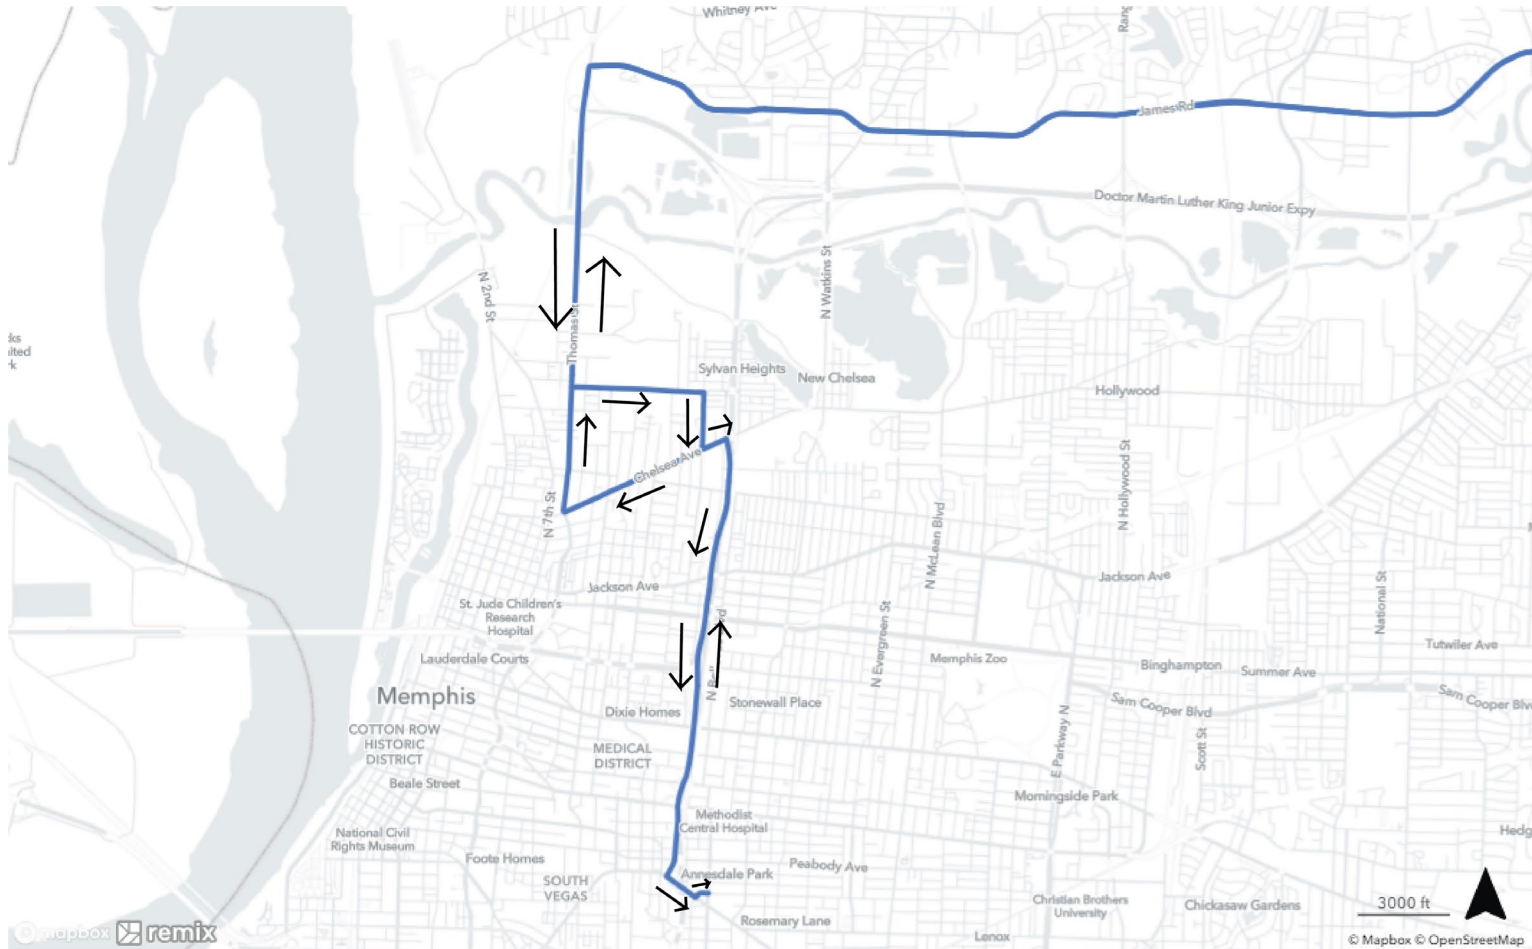 Whitney Ave
James Rd
Doctor Martin Luther King Junior Expy
N 2nd St
N Watkins St
Thomas St
Sylvan Heights
New Chelsea
Hollywood
Chelsea Ave
N 7th St
N Hollywood St
N McLean Blvd
Jackson Ave
Jackson Ave
St. Jude Children's
Research
Hospital
National St
N Evergreen St
Lauderdale Courts
Memphis Zoo
Binghampton
Summer Ave
Tutwiler Ave
Memphis
Dixie Homes
Stonewall Place
Sam Cooper Blvd
Sam Cooper Blv
COTTON ROW
HISTORIC
DISTRICT
MEDICAL
DISTRICT
E Parkway N
Scott St
Beale Street
Morningside Park
Methodist
Central Hospital
National Civil
Rights Museum
Foote Homes
Peabody Ave
Annesdale Park
SOUTH
VEGAS
Christian Brothers
University
Chickasaw Gardens
3000 ft
Rosemary Lane
Lenox
mapbox remix
© Mapbox © OpenStreetMap